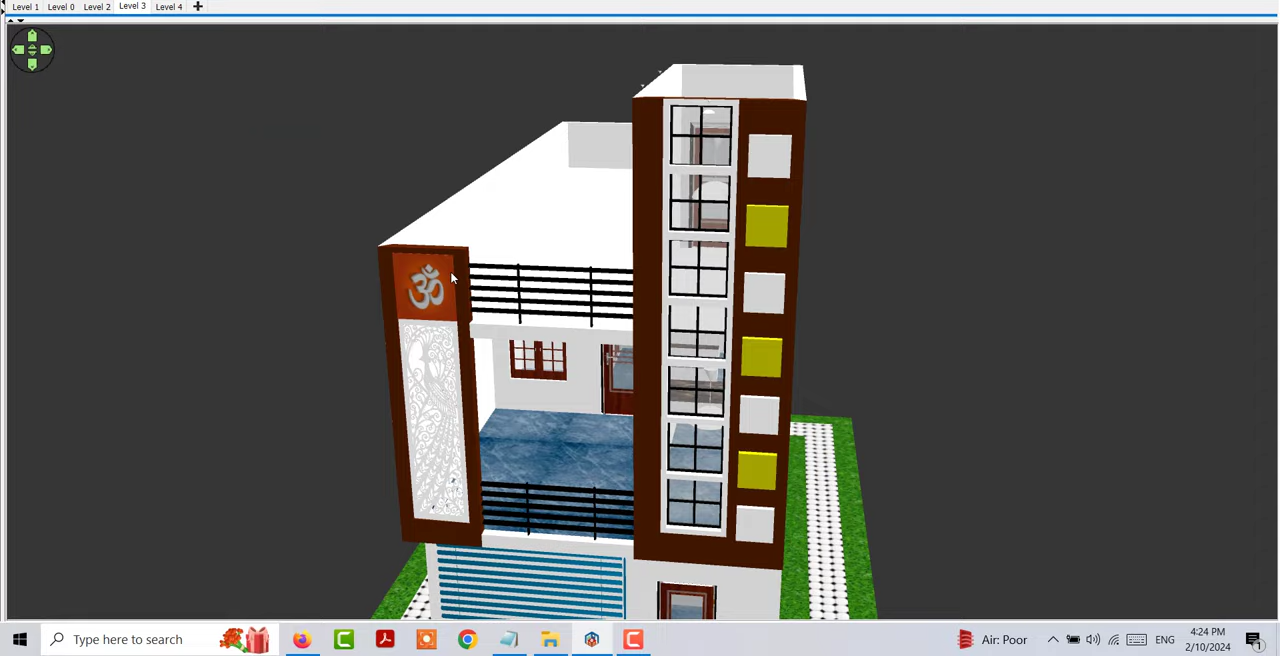 Level 1 Level 0 Level 2 Level 3 Level 4
ॐ
Type here to search
Air: Poor
ENG
4:24 PM
2/10/2024
1